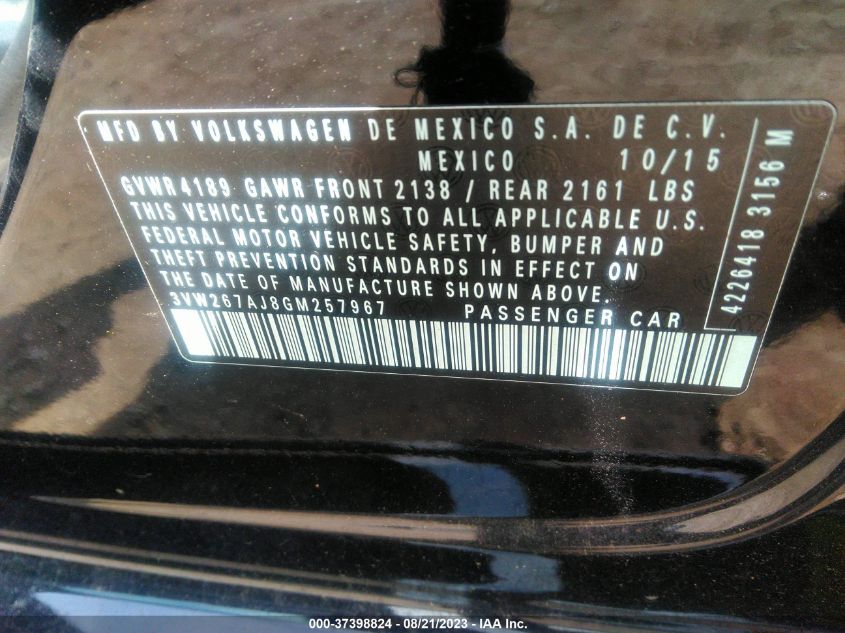 MFD BY VOLKSWAGEN DE MEXICO S.A. DE C.V.
MEXICO 10/15
GVWR 4189 GAWR FRONT 2138 / REAR 2161 LBS
THIS VEHICLE CONFORMS TO ALL APPLICABLE U.S.
FEDERAL MOTOR VEHICLE SAFETY, BUMPER AND
THEFT PREVENTION STANDARDS IN EFFECT ON
THE DATE OF MANUFACTURE SHOWN ABOVE.
3VW267AJ8GM257967 PASSENGER CAR
4226418 3156 M
000-37398824 - 08/21/2023 - IAA Inc.